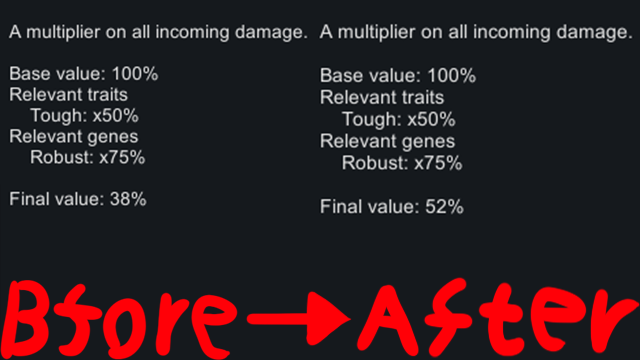 A multiplier on all incoming damage.
Base value: 100%
Relevant traits
Tough: x50%
Relevant genes
Robust: x75%
Final value: 38%
A multiplier on all incoming damage.
Base value: 100%
Relevant traits
Tough: x50%
Relevant genes
Robust: x75%
Final value: 52%
Bfore → After